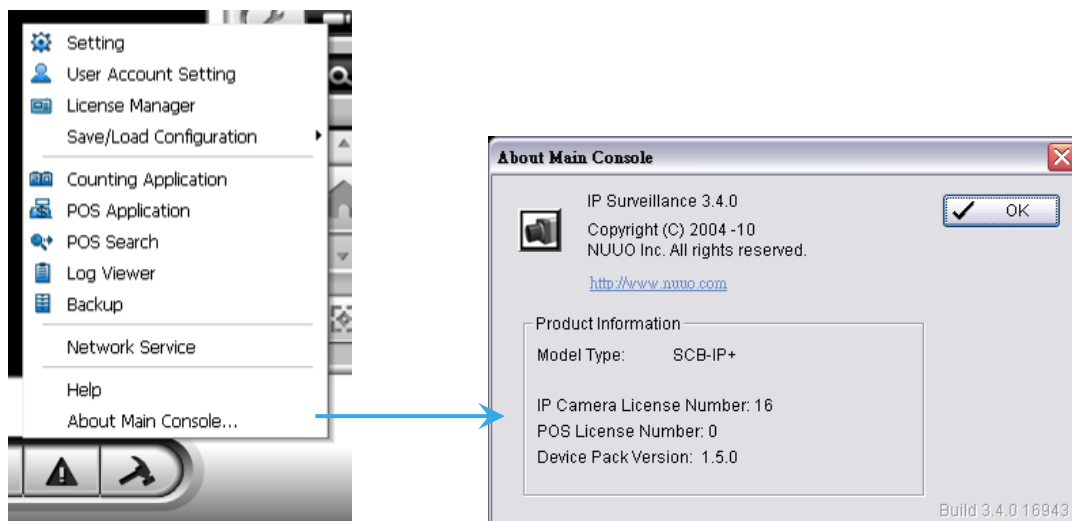 Setting
User Account Setting
License Manager
Save/Load Configuration
Counting Application
POS Application
POS Search
Log Viewer
Backup
Network Service
Help
About Main Console...
About Main Console
IP Surveillance 3.4.0
Copyright (C) 2004 -10
NUUO Inc. All rights reserved.
http://www.nuuo.com
OK
Product Information
Model Type: SCB-IP+
IP Camera License Number: 16
POS License Number: 0
Device Pack Version: 1.5.0
Build 3.4.0 16943